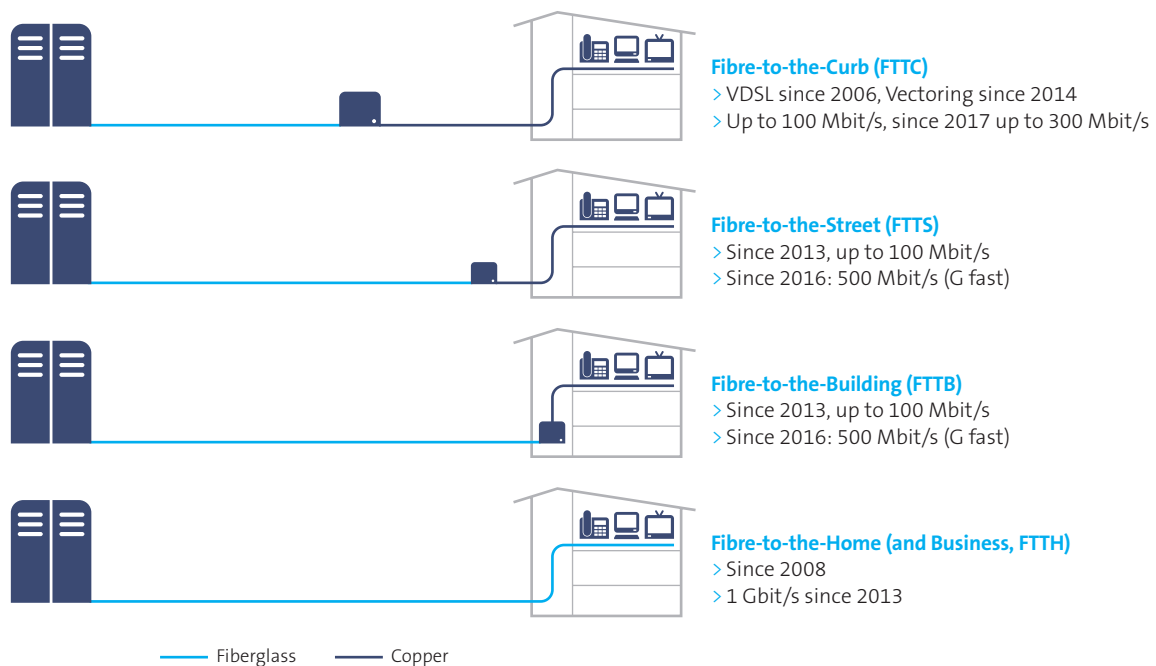 Fibre-to-the-Curb (FTTC)
> VDSL since 2006, Vectoring since 2014
> Up to 100 Mbit/s, since 2017 up to 300 Mbit/s
Fibre-to-the-Street (FTTS)
> Since 2013, up to 100 Mbit/s
> Since 2016: 500 Mbit/s (G fast)
Fibre-to-the-Building (FTTB)
> Since 2013, up to 100 Mbit/s
> Since 2016: 500 Mbit/s (G fast)
Fibre-to-the-Home (and Business, FTTH)
> Since 2008
> 1 Gbit/s since 2013
Fiberglass
Copper